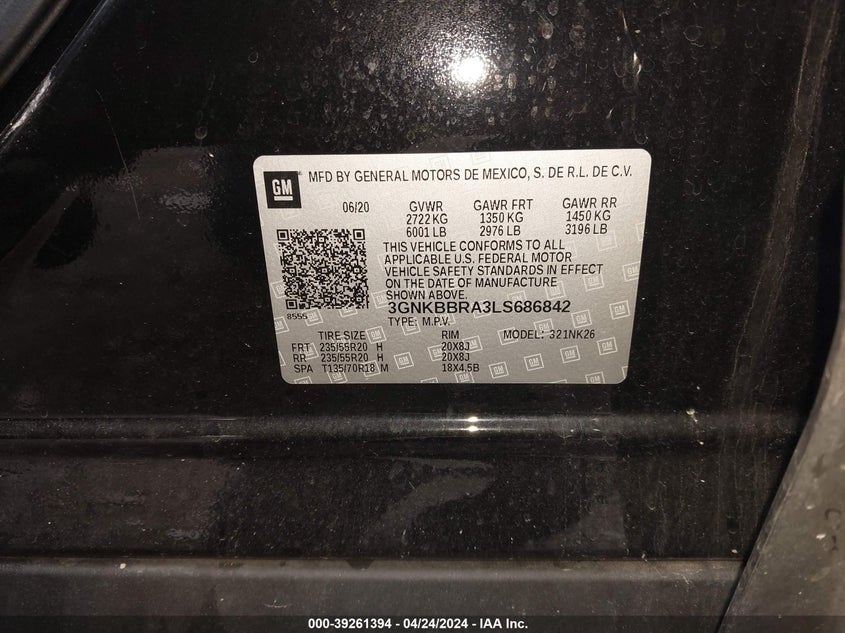 GM MFD BY GENERAL MOTORS DE MEXICO, S. DE R.L. DE C.V.
06/20 GVWR GAWR FRT GAWR RR
2722 KG 1350 KG 1450 KG
6001 LB 2976 LB 3196 LB
THIS VEHICLE CONFORMS TO ALL
APPLICABLE U.S. FEDERAL MOTOR
VEHICLE SAFETY STANDARDS IN EFFECT
ON THE DATE OF MANUFACTURE
SHOWN ABOVE.
8555 3GNKBBRA3LS686842
TYPE: M.P.V.
TIRE SIZE RIM MODEL: 321NK26
FRT 235/55R20 H 20X8J
RR 235/55R20 H 20X8J
SPA T135/70R18 M 18X4.5B
000-39261394 - 04/24/2024 - IAA Inc.